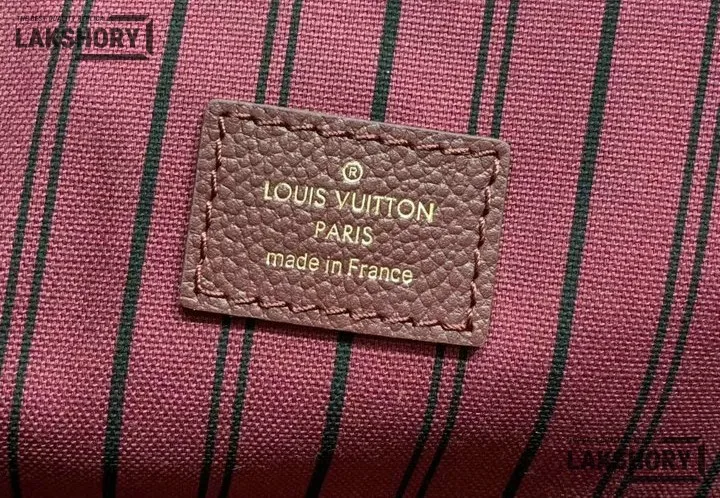 LAKSHORY
®
LOUIS VUITTON
PARIS
made in France
LAKSHORY